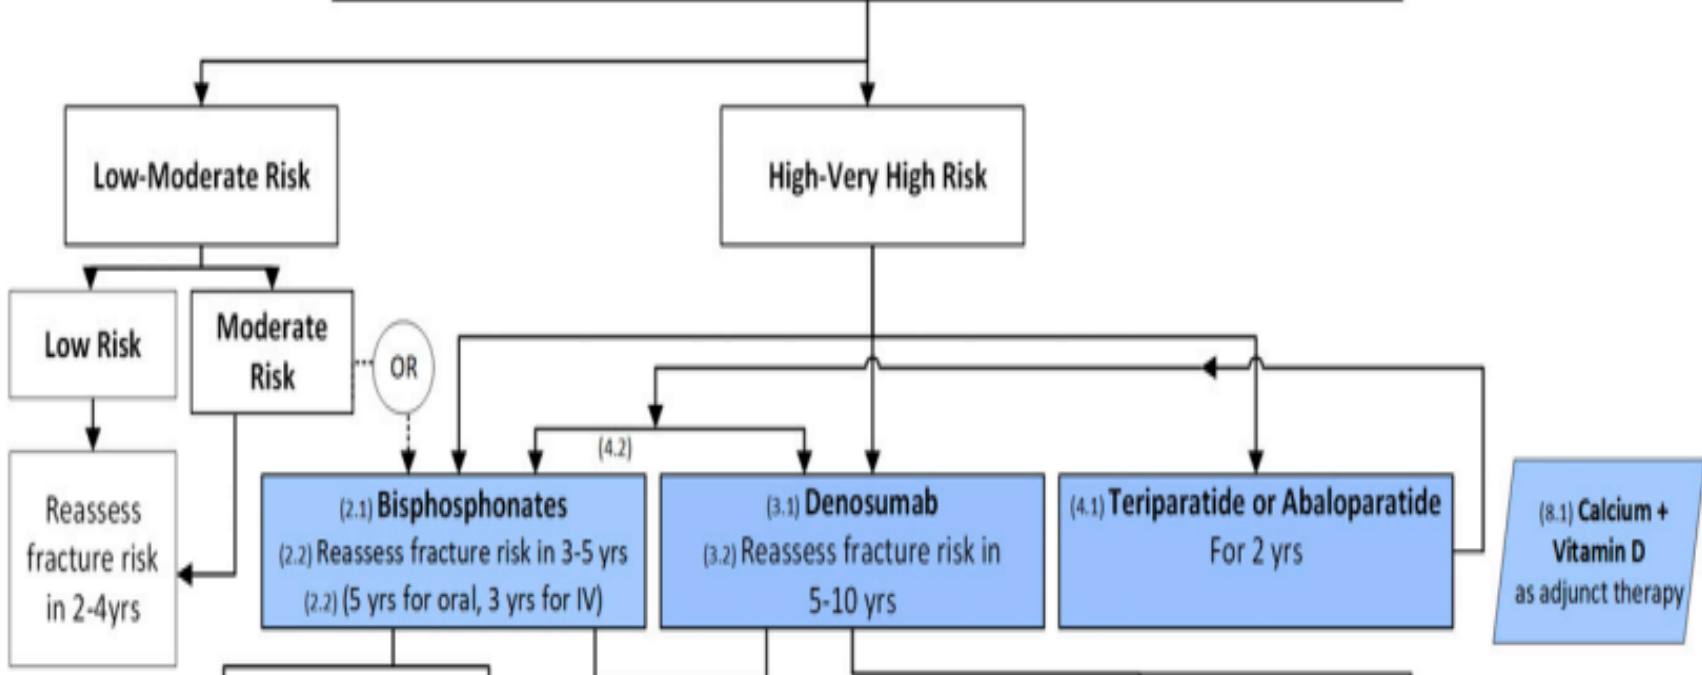 Low-Moderate Risk
High-Very High Risk
Low Risk
Moderate
Risk
OR
Reassess
fracture risk
in 2-4yrs
(4.2)
(2.1) Bisphosphonates
(2.2) Reassess fracture risk in 3-5 yrs
(2.2) (5 yrs for oral, 3 yrs for IV)
(3.1) Denosumab
(3.2) Reassess fracture risk in
5-10 yrs
(4.1) Teriparatide or Abaloparatide
For 2 yrs
(8.1) Calcium +
Vitamin D
as adjunct therapy